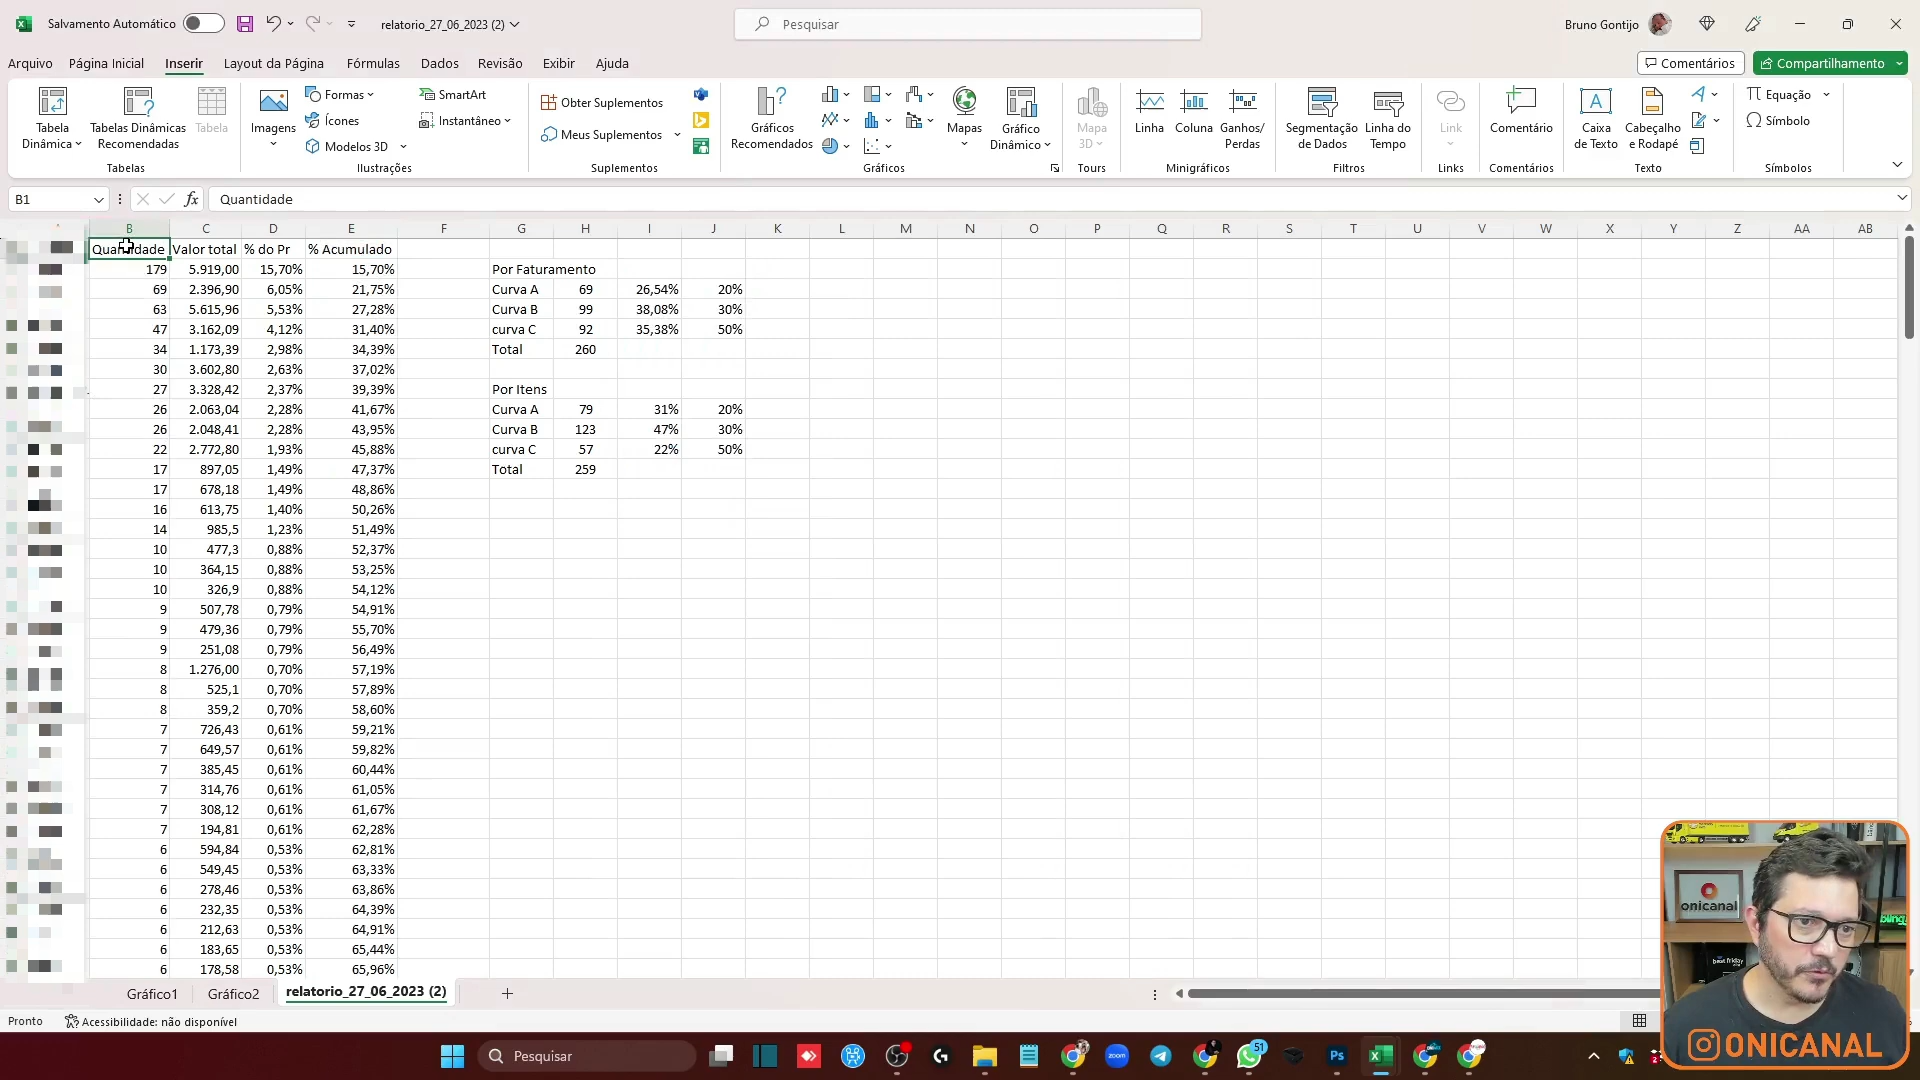 Salvamento Automático
relatorio_27_06_2023 (2)
Pesquisar
Bruno Gontijo
Arquivo Página Inicial Inserir Layout da Página Fórmulas Dados Revisão Exibir Ajuda
Comentários
Compartilhamento
Tabela Dinâmica
Tabelas Dinâmicas Recomendadas
Tabela
Tabelas
Imagens
Formas
Ícones
Modelos 3D
SmartArt
Instantâneo
Ilustrações
Obter Suplementos
Meus Suplementos
Suplementos
Gráficos Recomendados
Mapas
Gráfico Dinâmico
Gráficos
Mapa 3D
Tours
Linha
Coluna
Ganhos/ Perdas
Minigráficos
Segmentação de Dados
Linha do Tempo
Filtros
Link
Links
Comentário
Comentários
Caixa de Texto
Cabeçalho e Rodapé
Texto
Equação
Símbolo
Símbolos
B1
fx
Quantidade
B C D E F G H I J K L M N O P Q R S T U V W X Y Z AA AB
Quantidade Valor total % do Pr % Acumulado
179 5.919,00 15,70% 15,70% Por Faturamento
69 2.396,90 6,05% 21,75% Curva A 69 26,54% 20%
63 5.615,96 5,53% 27,28% Curva B 99 38,08% 30%
47 3.162,09 4,12% 31,40% curva C 92 35,38% 50%
34 1.173,39 2,98% 34,39% Total 260
30 3.602,80 2,63% 37,02%
27 3.328,42 2,37% 39,39% Por Itens
26 2.063,04 2,28% 41,67% Curva A 79 31% 20%
26 2.048,41 2,28% 43,95% Curva B 123 47% 30%
22 2.772,80 1,93% 45,88% curva C 57 22% 50%
17 897,05 1,49% 47,37% Total 259
17 678,18 1,49% 48,86%
16 613,75 1,40% 50,26%
14 985,5 1,23% 51,49%
10 477,3 0,88% 52,37%
10 364,15 0,88% 53,25%
10 326,9 0,88% 54,12%
9 507,78 0,79% 54,91%
9 479,36 0,79% 55,70%
9 251,08 0,79% 56,49%
8 1.276,00 0,70% 57,19%
8 525,1 0,70% 57,89%
8 359,2 0,70% 58,60%
7 726,43 0,61% 59,21%
7 649,57 0,61% 59,82%
7 385,45 0,61% 60,44%
7 314,76 0,61% 61,05%
7 308,12 0,61% 61,67%
7 194,81 0,61% 62,28%
6 594,84 0,53% 62,81%
6 549,45 0,53% 63,33%
6 278,46 0,53% 63,86%
6 232,35 0,53% 64,39%
6 212,63 0,53% 64,91%
6 183,65 0,53% 65,44%
6 178,58 0,53% 65,96%
onicanal
bling
ONICANAL
Gráfico1 Gráfico2 relatorio_27_06_2023 (2)
Pronto
Acessibilidade: não disponível
Pesquisar
zoom
51
Ps